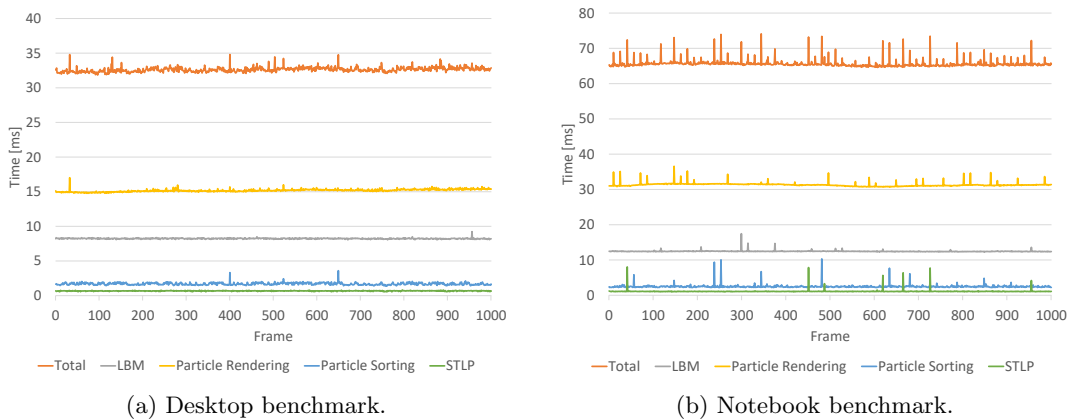 40
35
30
25
20
15
10
5
0
Time [ms]
0 100 200 300 400 500 600 700 800 900 1000
Frame
Total LBM Particle Rendering Particle Sorting STLP
(a) Desktop benchmark.
80
70
60
50
40
30
20
10
0
Time [ms]
0 100 200 300 400 500 600 700 800 900 1000
Frame
Total LBM Particle Rendering Particle Sorting STLP
(b) Notebook benchmark.